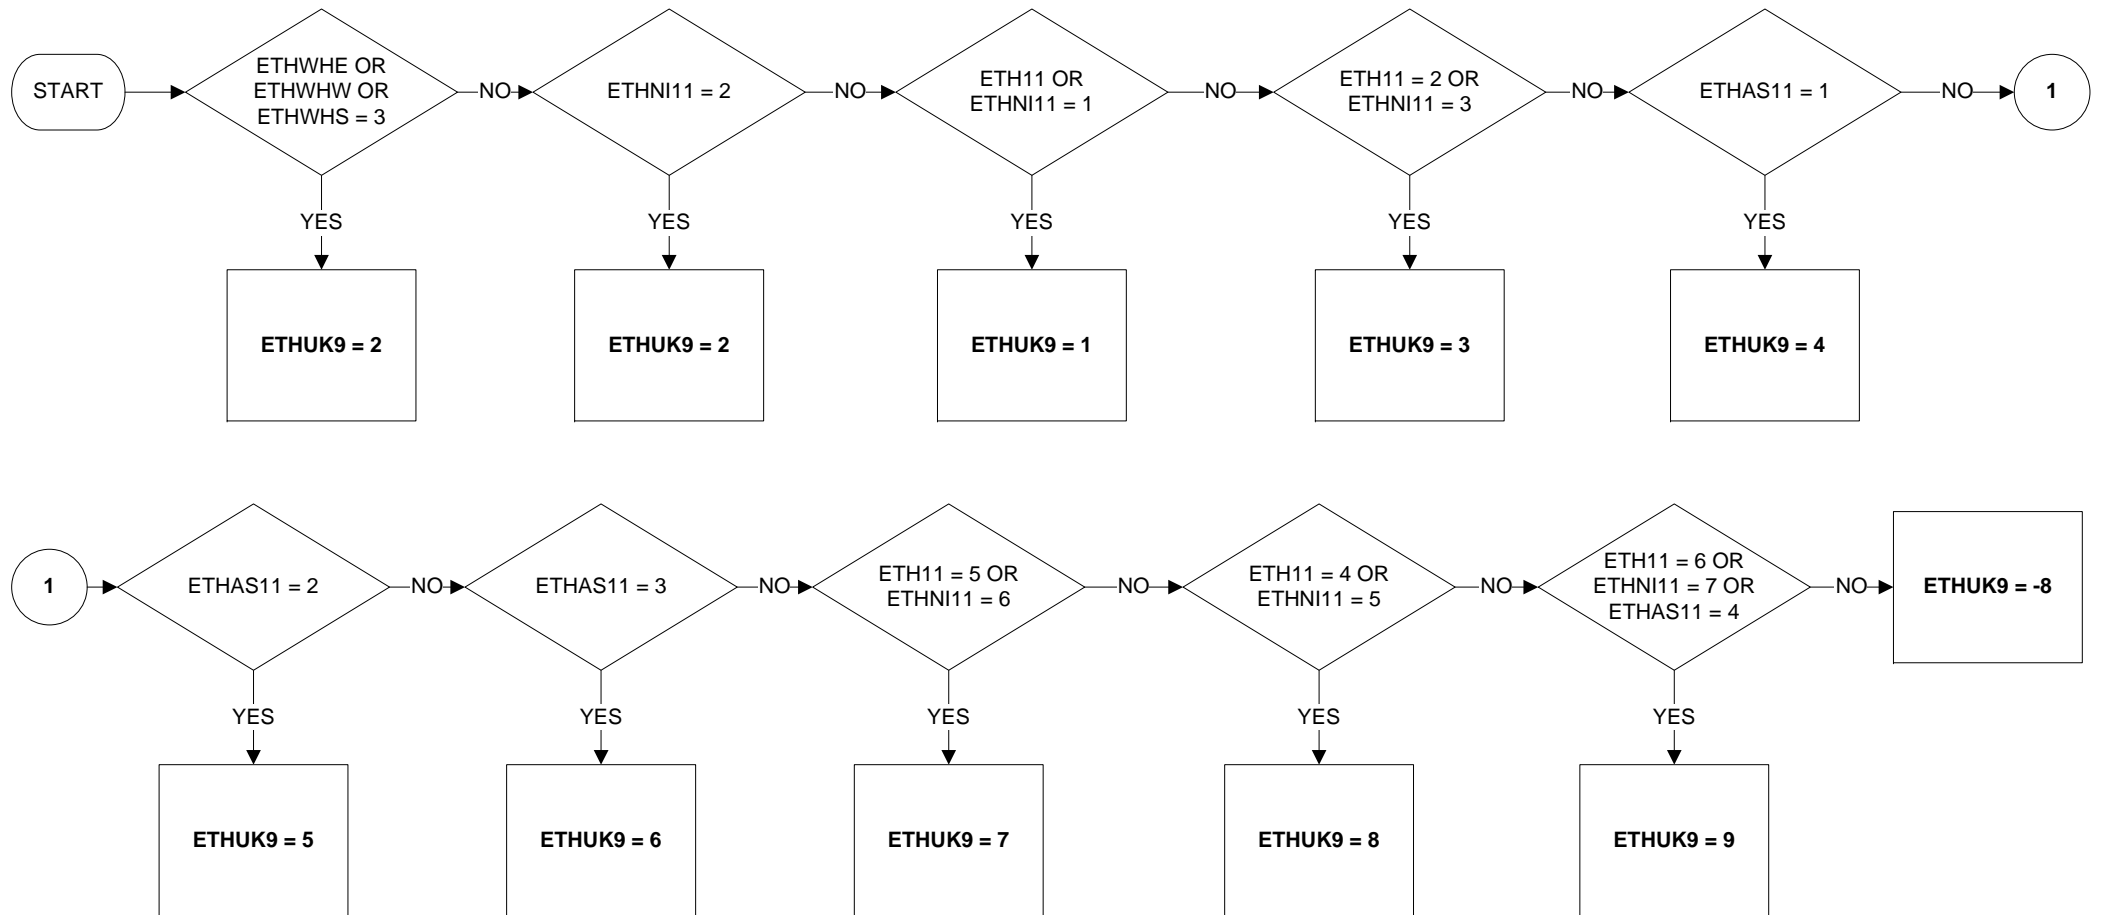 START
ETHWHE OR
ETHWHW OR
ETHWHS = 3
NO
ETHNI11 = 2
NO
ETH11 OR
ETHNI11 = 1
NO
ETH11 = 2 OR
ETHNI11 = 3
NO
ETHAS11 = 1
NO
1
YES
YES
YES
YES
YES
ETHUK9 = 2
ETHUK9 = 2
ETHUK9 = 1
ETHUK9 = 3
ETHUK9 = 4
1
ETHAS11 = 2
NO
ETHAS11 = 3
NO
ETH11 = 5 OR
ETHNI11 = 6
NO
ETH11 = 4 OR
ETHNI11 = 5
NO
ETH11 = 6 OR
ETHNI11 = 7 OR
ETHAS11 = 4
NO
ETHUK9 = -8
YES
YES
YES
YES
YES
ETHUK9 = 5
ETHUK9 = 6
ETHUK9 = 7
ETHUK9 = 8
ETHUK9 = 9